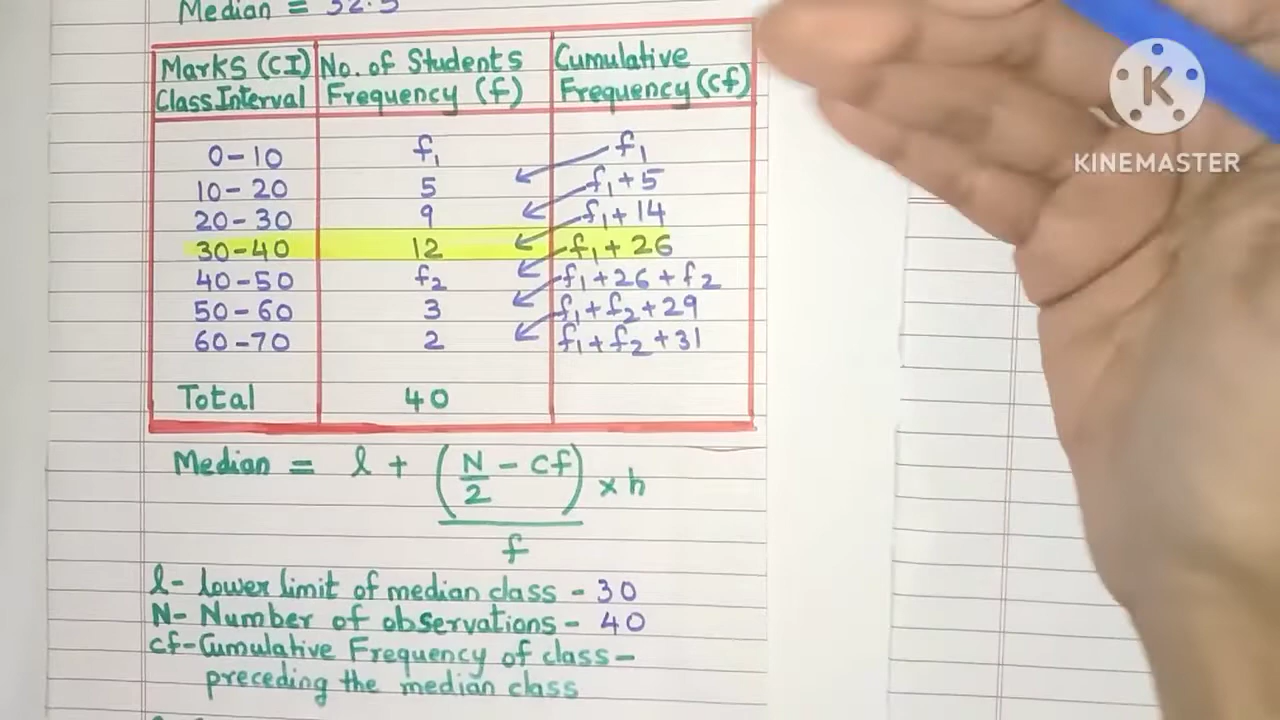 Median = 32.5
Marks (CI) No. of Students Cumulative
Class Interval Frequency (f) Frequency (cf)
0-10 f₁ f₁
10-20 5 f₁+5
20-30 9 f₁+14
30-40 12 f₁+26
40-50 f₂ f₁+26+f₂
50-60 3 f₁+f₂+29
60-70 2 f₁+f₂+31
Total 40
Median = l + (N/2 - cf)/f × h
l- lower limit of median class - 30
N- Number of observations - 40
cf-Cumulative Frequency of class-
preceding the median class
K
KINEMASTER